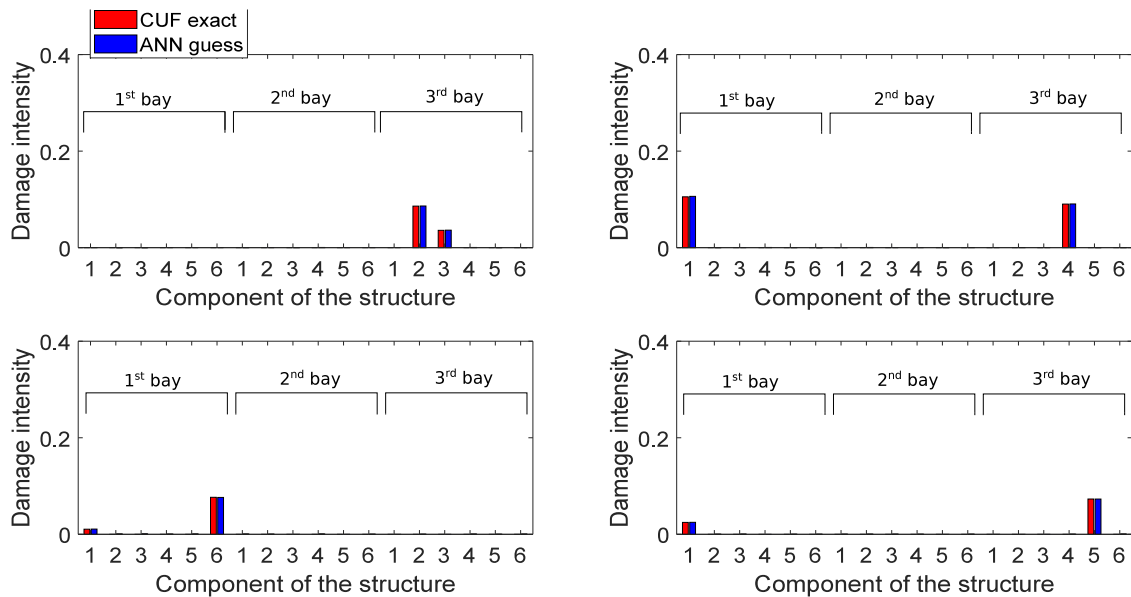 CUF exact
ANN guess
0.4
0.2
0
Damage intensity
1st bay 2nd bay 3rd bay
1 2 3 4 5 6 1 2 3 4 5 6 1 2 3 4 5 6
Component of the structure
0.4
0.2
0
Damage intensity
1st bay 2nd bay 3rd bay
1 2 3 4 5 6 1 2 3 4 5 6 1 2 3 4 5 6
Component of the structure
0.4
0.2
0
Damage intensity
1st bay 2nd bay 3rd bay
1 2 3 4 5 6 1 2 3 4 5 6 1 2 3 4 5 6
Component of the structure
0.4
0.2
0
Damage intensity
1st bay 2nd bay 3rd bay
1 2 3 4 5 6 1 2 3 4 5 6 1 2 3 4 5 6
Component of the structure